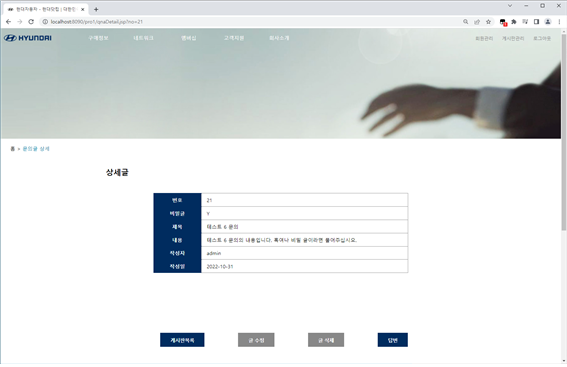 현대자동차 - 현대닷컴 | 대한민
localhost:8090/pro1/qnaDetail.jsp?no=21
HYUNDAI 구매정보 네트워크 멤버십 고객지원 회사소개 회원관리 게시판관리 로그아웃
홈 > 문의글 상세
상세글
번호 21
비밀글 Y
제목 테스트 6 문의
내용 테스트 6 문의의 내용입니다. 혹여나 비밀 글이라면 풀어주십시오.
작성자 admin
작성일 2022-10-31
게시판목록 글 수정 글 삭제 답변